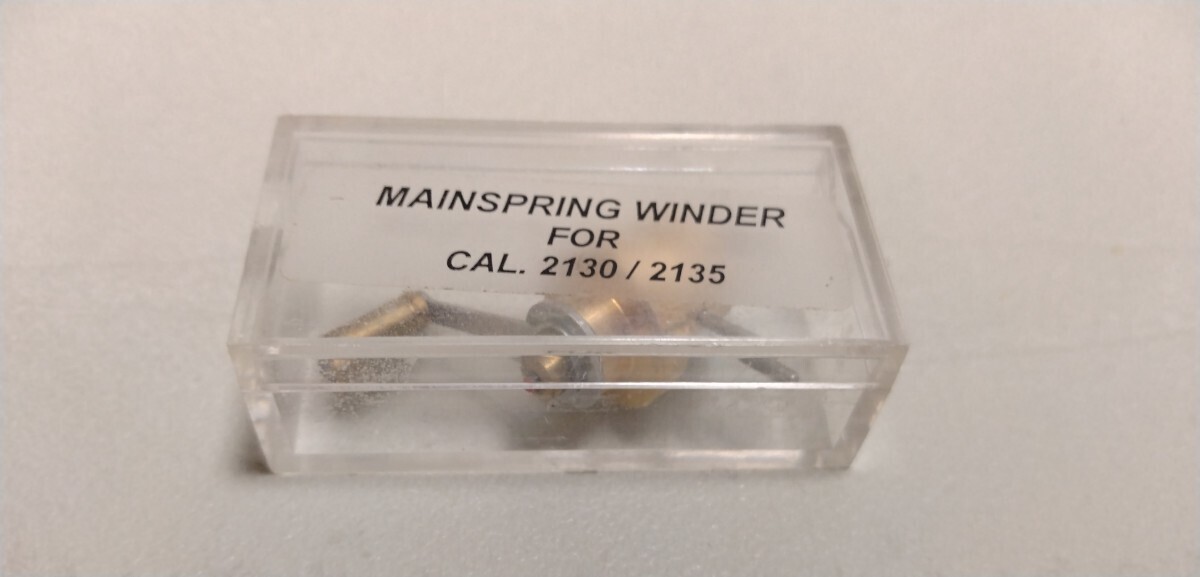 MAINSPRING WINDER
FOR
CAL. 2130 / 2135